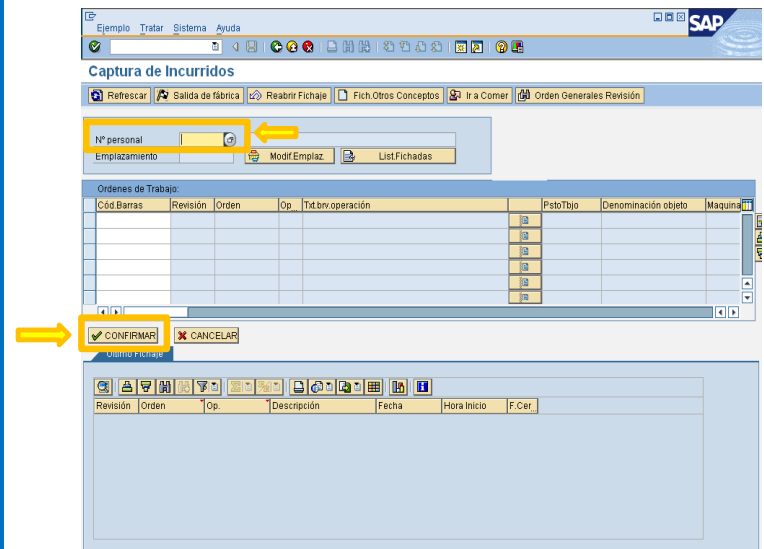 Ejemplo Tratar Sistema Ayuda
SAP
Captura de Incurridos
Refrescar Salida de fábrica Reabrir Fichaje Fich.Otros Conceptos Ir a Comer Orden Generales Revisión
Nº personal
Emplazamiento Modif.Emplaz. List.Fichadas
Ordenes de Trabajo:
Cód.Barras Revisión Orden Op... Txt.brv.operación PstoTbjo Denominación objeto Maquina
CONFIRMAR CANCELAR
Último Fichaje
Revisión Orden Op. Descripción Fecha Hora Inicio F.Cer...